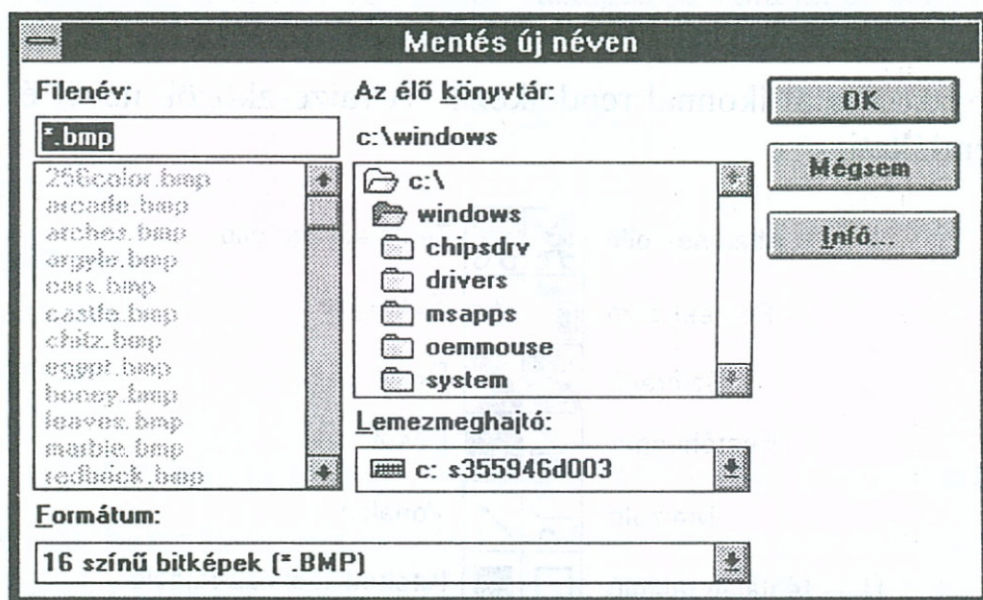 Mentés új néven
Filenév:
*.bmp
256color.bmp
arcade.bmp
arches.bmp
argyle.bmp
cars.bmp
castle.bmp
chitz.bmp
egypt.bmp
honey.bmp
leaves.bmp
marble.bmp
redbrick.bmp
Formátum:
16 színű bitképek (*.BMP)
Az élő könyvtár:
c:\windows
c:\
windows
chipsdrv
drivers
msapps
oemmouse
system
Lemezmeghajtó:
c: s355946d003
OK
Mégsem
Infó...